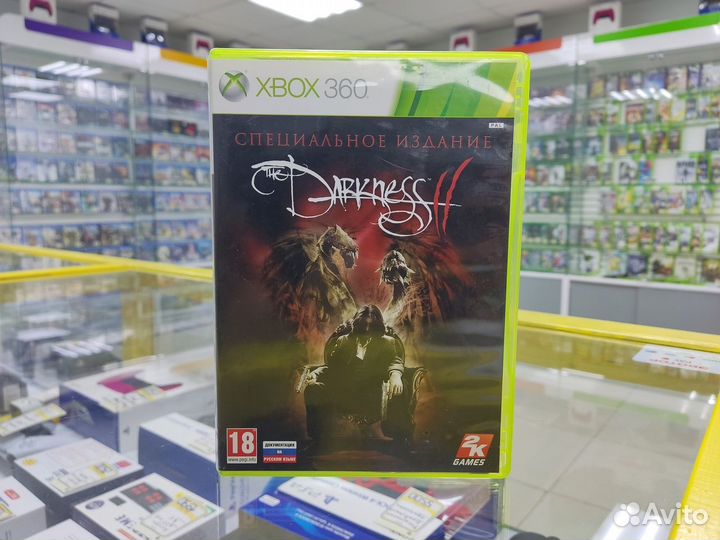 XBOX 360
PAL
СПЕЦИАЛЬНОЕ ИЗДАНИЕ
THE DARKNESS II
18
www.pegi.info
ДОКУМЕНТАЦИЯ
НА
РУССКОМ ЯЗЫКЕ
2K
GAMES
Avito